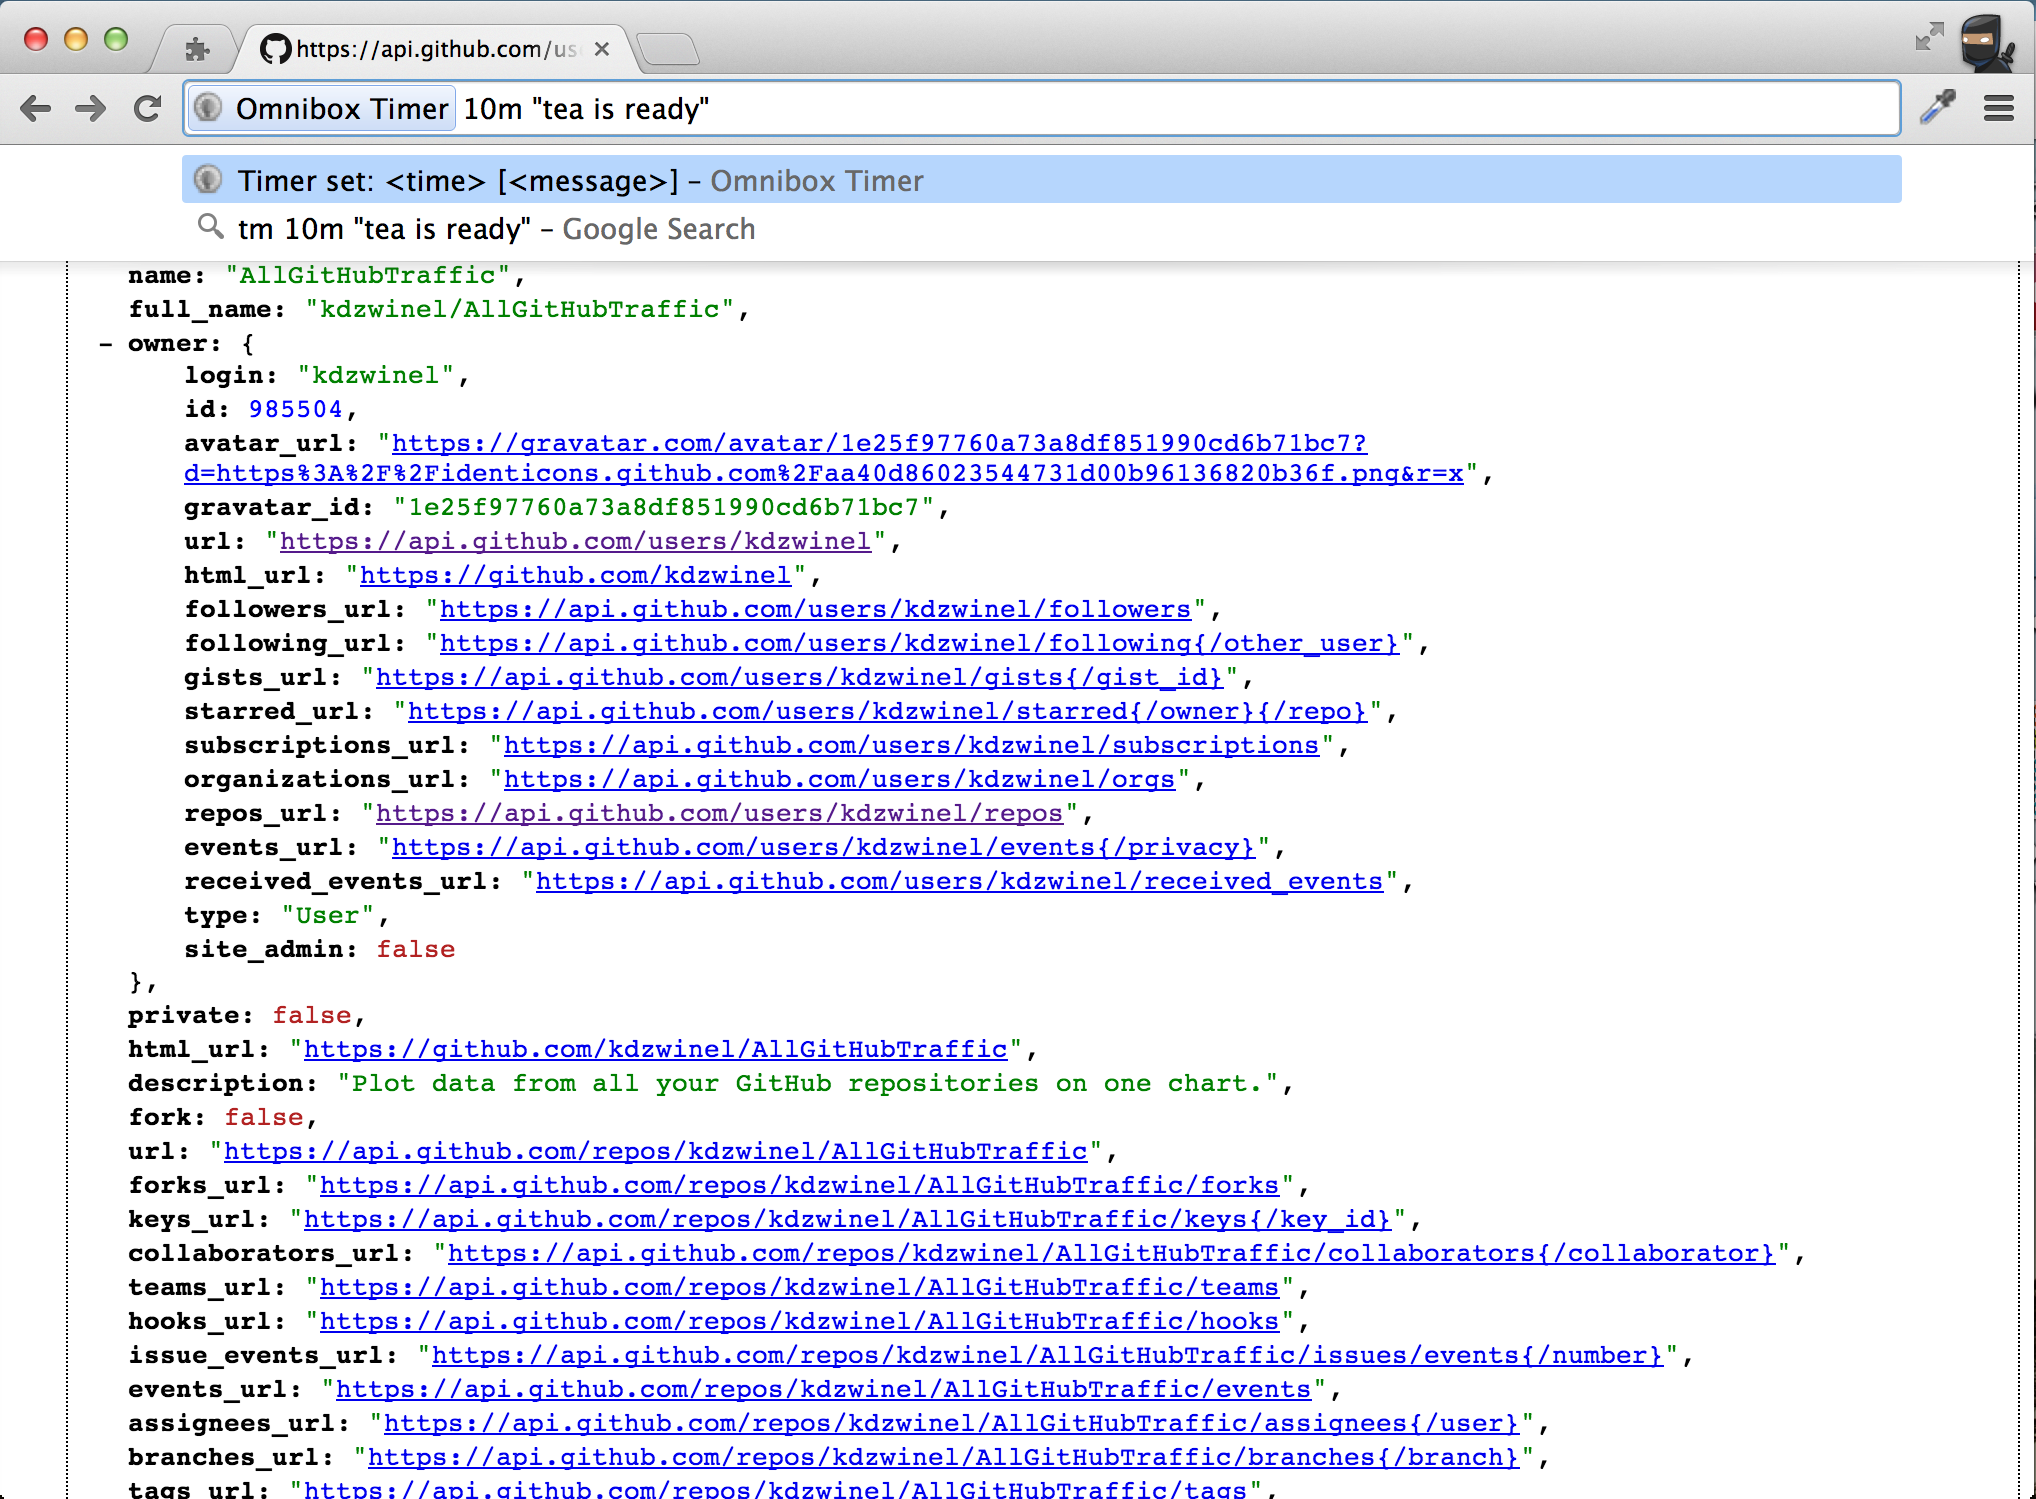 https://api.github.com/us
Omnibox Timer 10m "tea is ready"
Timer set: <time> [<message>] – Omnibox Timer
tm 10m "tea is ready" – Google Search
name: "AllGitHubTraffic",
full_name: "kdzwinel/AllGitHubTraffic",
- owner: {
login: "kdzwinel",
id: 985504,
avatar_url: "https://gravatar.com/avatar/1e25f97760a73a8df851990cd6b71bc7?
d=https%3A%2F%2Fidenticons.github.com%2Faa40d86023544731d00b96136820b36f.png&r=x",
gravatar_id: "1e25f97760a73a8df851990cd6b71bc7",
url: "https://api.github.com/users/kdzwinel",
html_url: "https://github.com/kdzwinel",
followers_url: "https://api.github.com/users/kdzwinel/followers",
following_url: "https://api.github.com/users/kdzwinel/following{/other_user}",
gists_url: "https://api.github.com/users/kdzwinel/gists{/gist_id}",
starred_url: "https://api.github.com/users/kdzwinel/starred{/owner}{/repo}",
subscriptions_url: "https://api.github.com/users/kdzwinel/subscriptions",
organizations_url: "https://api.github.com/users/kdzwinel/orgs",
repos_url: "https://api.github.com/users/kdzwinel/repos",
events_url: "https://api.github.com/users/kdzwinel/events{/privacy}",
received_events_url: "https://api.github.com/users/kdzwinel/received_events",
type: "User",
site_admin: false
},
private: false,
html_url: "https://github.com/kdzwinel/AllGitHubTraffic",
description: "Plot data from all your GitHub repositories on one chart.",
fork: false,
url: "https://api.github.com/repos/kdzwinel/AllGitHubTraffic",
forks_url: "https://api.github.com/repos/kdzwinel/AllGitHubTraffic/forks",
keys_url: "https://api.github.com/repos/kdzwinel/AllGitHubTraffic/keys{/key_id}",
collaborators_url: "https://api.github.com/repos/kdzwinel/AllGitHubTraffic/collaborators{/collaborator}",
teams_url: "https://api.github.com/repos/kdzwinel/AllGitHubTraffic/teams",
hooks_url: "https://api.github.com/repos/kdzwinel/AllGitHubTraffic/hooks",
issue_events_url: "https://api.github.com/repos/kdzwinel/AllGitHubTraffic/issues/events{/number}",
events_url: "https://api.github.com/repos/kdzwinel/AllGitHubTraffic/events",
assignees_url: "https://api.github.com/repos/kdzwinel/AllGitHubTraffic/assignees{/user}",
branches_url: "https://api.github.com/repos/kdzwinel/AllGitHubTraffic/branches{/branch}",
tags_url: "https://api.github.com/repos/kdzwinel/AllGitHubTraffic/tags",